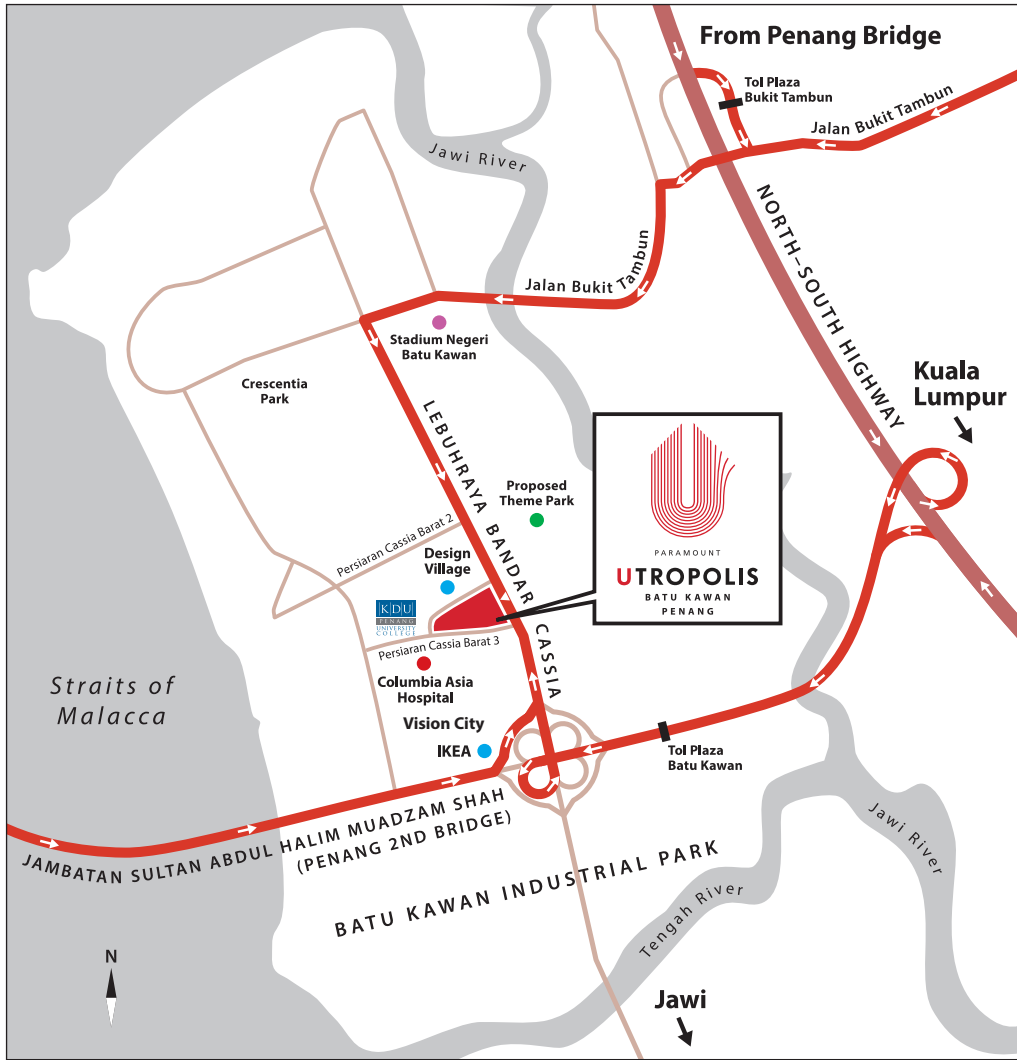 From Penang Bridge
Tol Plaza
Bukit Tambun
Jalan Bukit Tambun
Jawi River
NORTH–SOUTH HIGHWAY
Jalan Bukit Tambun
Stadium Negeri
Batu Kawan
Crescentia
Park
Kuala
Lumpur
LEBUHRAYA BANDAR CASSIA
Proposed
Theme Park
PARAMOUNT
UTROPOLIS
BATU KAWAN
PENANG
Persiaran Cassia Barat 2
Design
Village
KDU
PENANG
UNIVERSITY
COLLEGE
Persiaran Cassia Barat 3
Columbia Asia
Hospital
Straits of
Malacca
Vision City
IKEA
Tol Plaza
Batu Kawan
JAMBATAN SULTAN ABDUL HALIM MUADZAM SHAH
(PENANG 2ND BRIDGE)
BATU KAWAN INDUSTRIAL PARK
Jawi River
Tengah River
N
Jawi